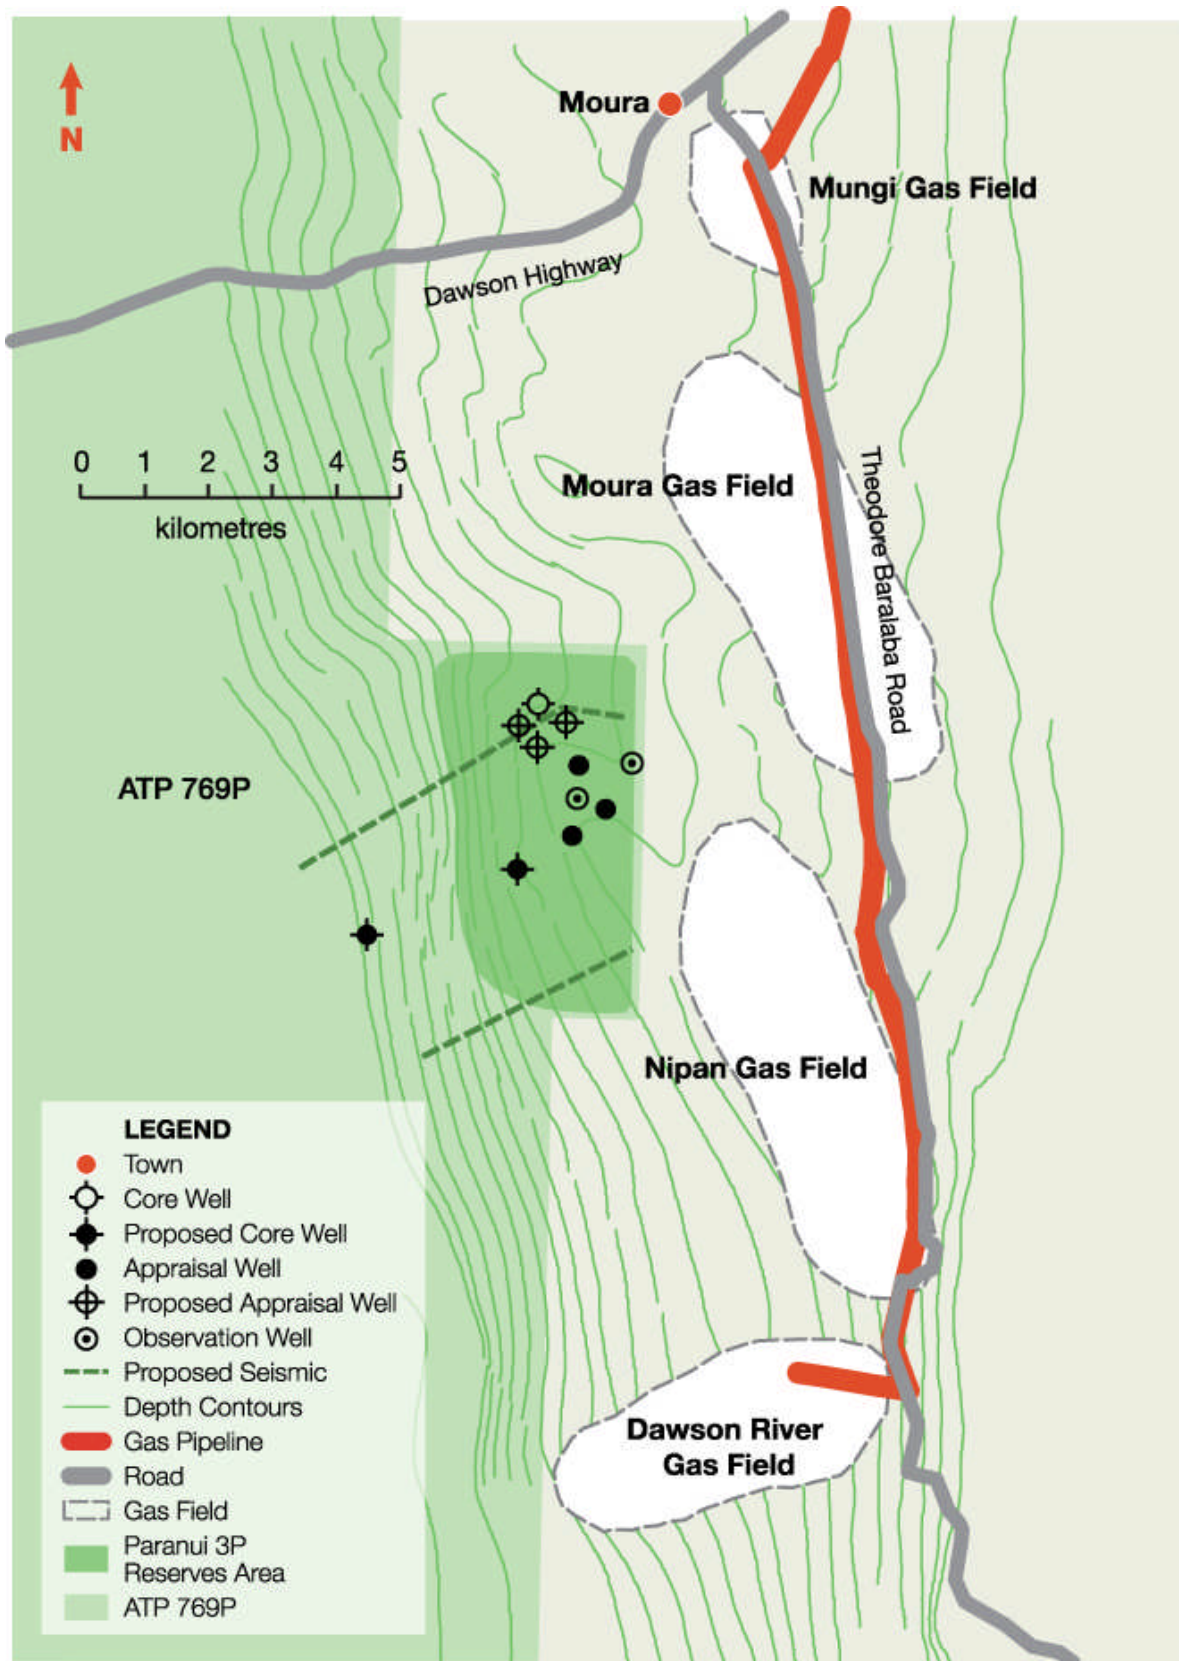 Moura
N
Mungi Gas Field
Dawson Highway
0 1 2 3 4 5
kilometres
Moura Gas Field
Theodore Baralaba Road
ATP 769P
Nipan Gas Field
LEGEND
Town
Core Well
Proposed Core Well
Appraisal Well
Proposed Appraisal Well
Observation Well
Proposed Seismic
Depth Contours
Gas Pipeline
Road
Gas Field
Paranui 3P
Reserves Area
ATP 769P
Dawson River
Gas Field